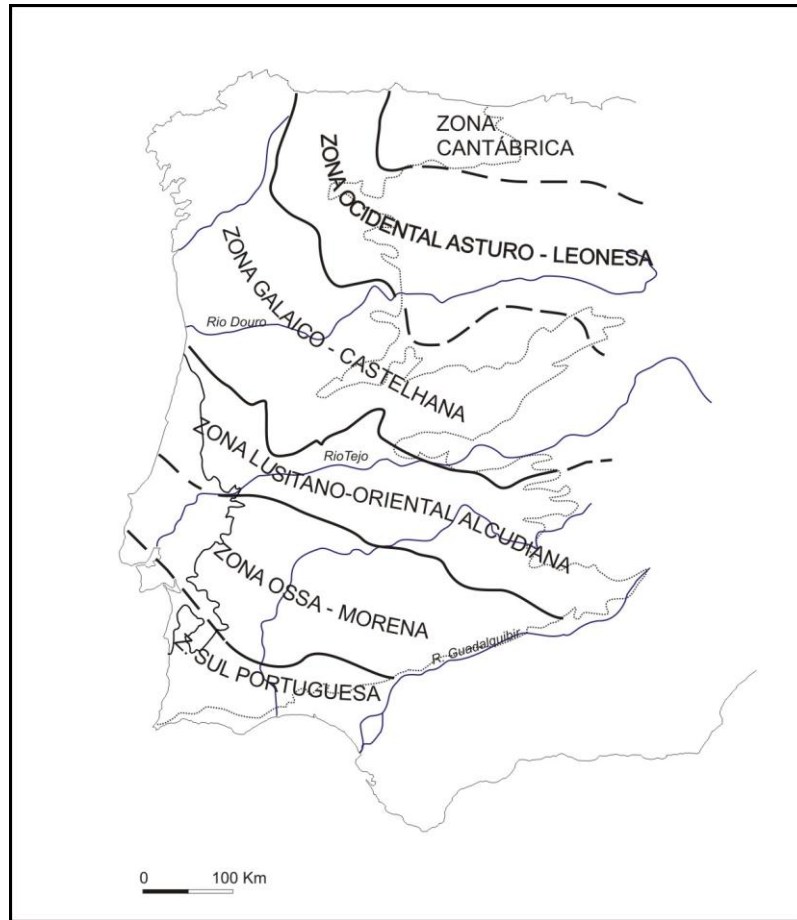 ZONA
CANTÁBRICA
ZONA OCIDENTAL ASTURO - LEONESA
ZONA GALAICO - CASTELHANA
Rio Douro
ZONA LUSITANO-ORIENTAL ALCUDIANA
RioTejo
ZONA OSSA - MORENA
R. Guadalquibir
Z. SUL PORTUGUESA
0 100 Km